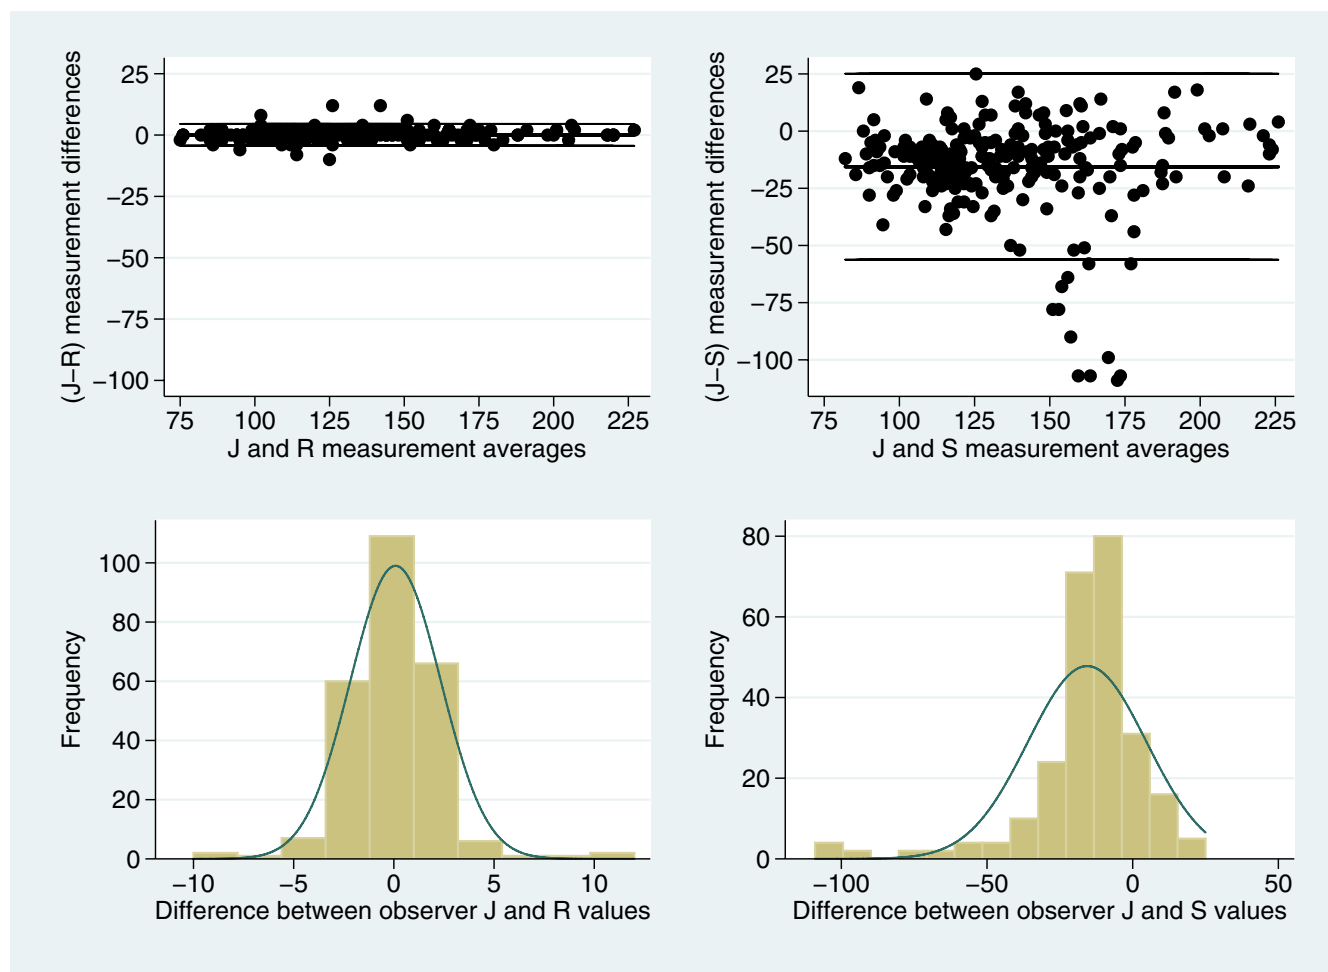 (J−R) measurement differences
25
0
−25
−50
−75
−100
75 100 125 150 175 200 225
J and R measurement averages
(J−S) measurement differences
25
0
−25
−50
−75
−100
75 100 125 150 175 200 225
J and S measurement averages
Frequency
100
80
60
40
20
0
−10 −5 0 5 10
Difference between observer J and R values
Frequency
80
60
40
20
0
−100 −50 0 50
Difference between observer J and S values